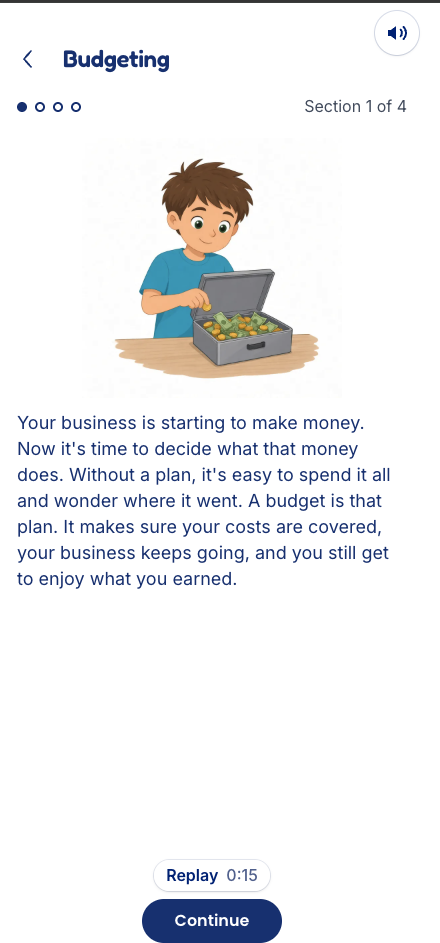 Budgeting
Section 1 of 4
Your business is starting to make money.
Now it's time to decide what that money
does. Without a plan, it's easy to spend it all
and wonder where it went. A budget is that
plan. It makes sure your costs are covered,
your business keeps going, and you still get
to enjoy what you earned.
Replay 0:15
Continue